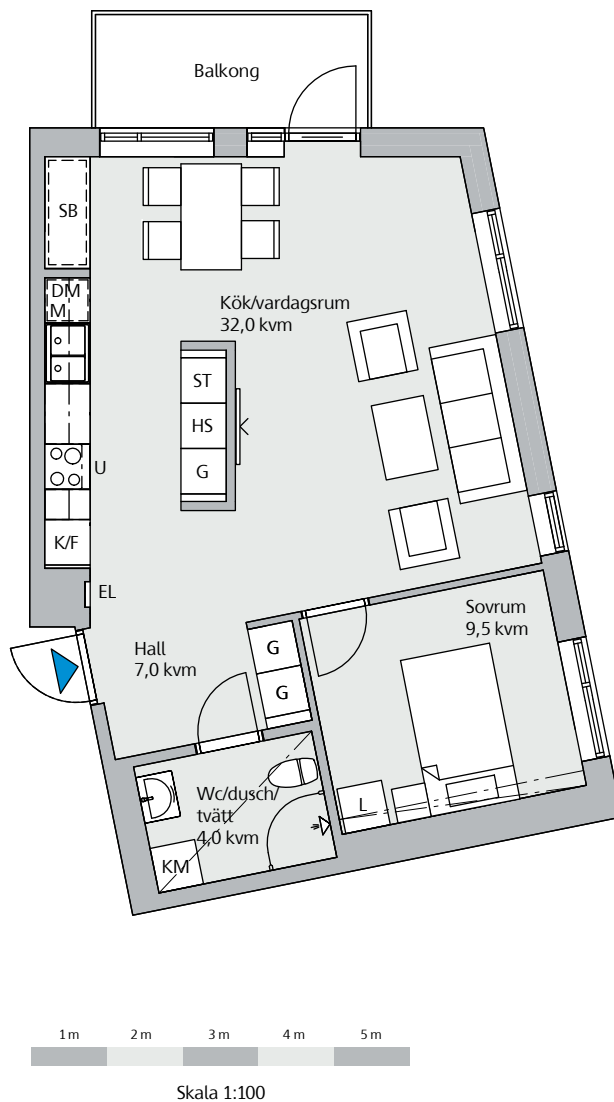 Balkong
SB
DM
M
Kök/vardagsrum
32,0 kvm
ST
HS
G
U
K/F
EL
Hall
7,0 kvm
G
G
Sovrum
9,5 kvm
Wc/dusch/
tvätt
4,0 kvm
L
KM
1 m 2 m 3 m 4 m 5 m
Skala 1:100